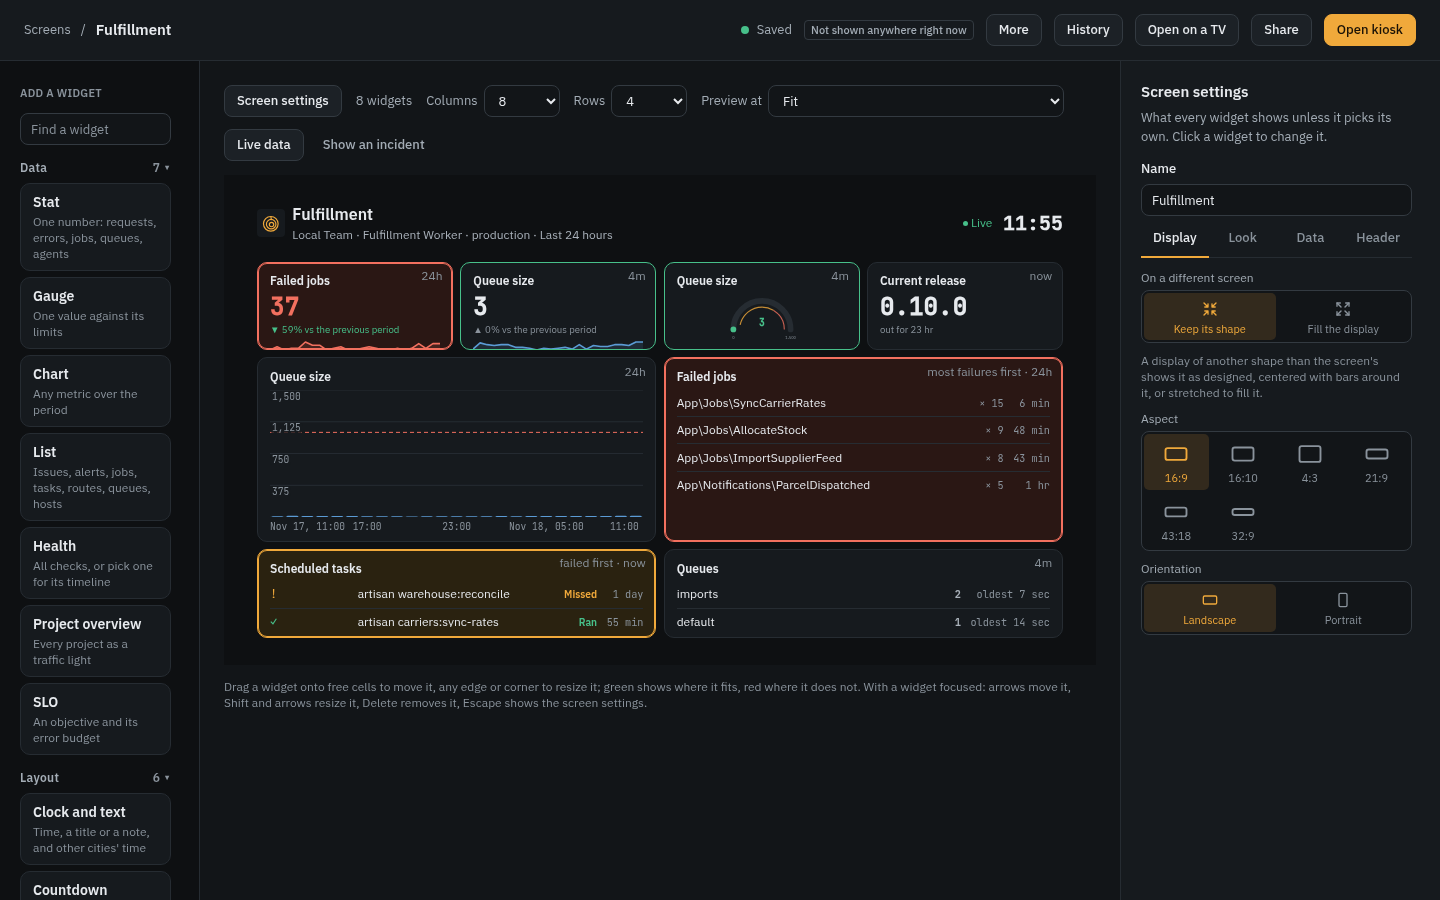 Screens / Fulfillment
Saved
Not shown anywhere right now
More
History
Open on a TV
Share
Open kiosk
ADD A WIDGET
Find a widget
Data 7 ▾
Stat
One number: requests,
errors, jobs, queues,
agents
Gauge
One value against its
limits
Chart
Any metric over the
period
List
Issues, alerts, jobs,
tasks, routes, queues,
hosts
Health
All checks, or pick one
for its timeline
Project overview
Every project as a
traffic light
SLO
An objective and its
error budget
Layout 6 ▾
Clock and text
Time, a title or a note,
and other cities' time
Countdown
Screen settings 8 widgets Columns 8 Rows 4 Preview at Fit
Live data Show an incident
Fulfillment
Local Team · Fulfillment Worker · production · Last 24 hours
Live 11:55
Failed jobs 24h
37
▼ 59% vs the previous period
Queue size 4m
3
▲ 0% vs the previous period
Queue size 4m
3
Current release now
0.10.0
out for 23 hr
Queue size 24h
1,500
1,125
750
375
Nov 17, 11:00 17:00 23:00 Nov 18, 05:00 11:00
Failed jobs most failures first · 24h
App\Jobs\SyncCarrierRates × 15 6 min
App\Jobs\AllocateStock × 9 48 min
App\Jobs\ImportSupplierFeed × 8 43 min
App\Notifications\ParcelDispatched × 5 1 hr
Scheduled tasks failed first · now
! artisan warehouse:reconcile Missed 1 day
✓ artisan carriers:sync-rates Ran 55 min
Queues 4m
imports 2 oldest 7 sec
default 1 oldest 14 sec
Drag a widget onto free cells to move it, any edge or corner to resize it; green shows where it fits, red where it does not. With a widget focused: arrows move it,
Shift and arrows resize it, Delete removes it, Escape shows the screen settings.
Screen settings
What every widget shows unless it picks its
own. Click a widget to change it.
Name
Fulfillment
Display Look Data Header
On a different screen
Keep its shape Fill the display
A display of another shape than the screen's
shows it as designed, centered with bars around
it, or stretched to fill it.
Aspect
16:9 16:10 4:3 21:9
43:18 32:9
Orientation
Landscape Portrait